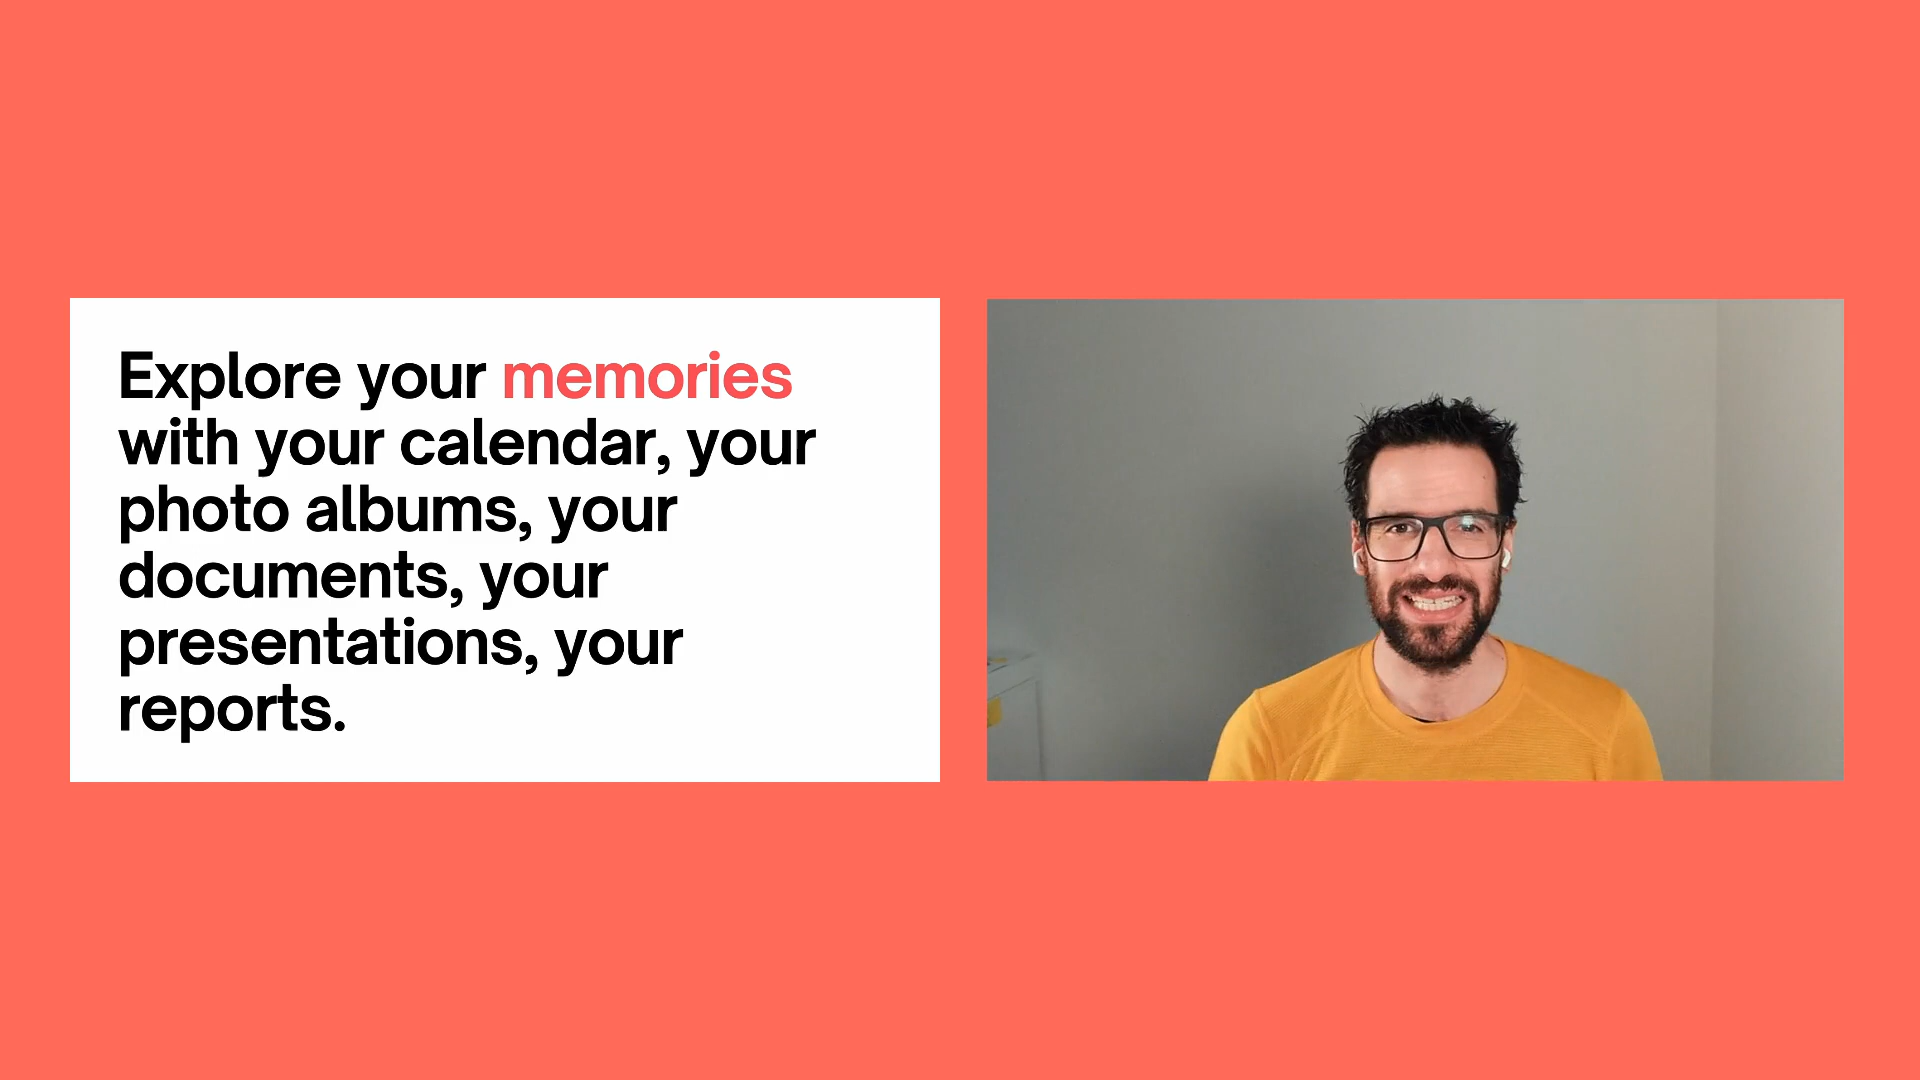 Explore your memories
with your calendar, your
photo albums, your
documents, your
presentations, your
reports.